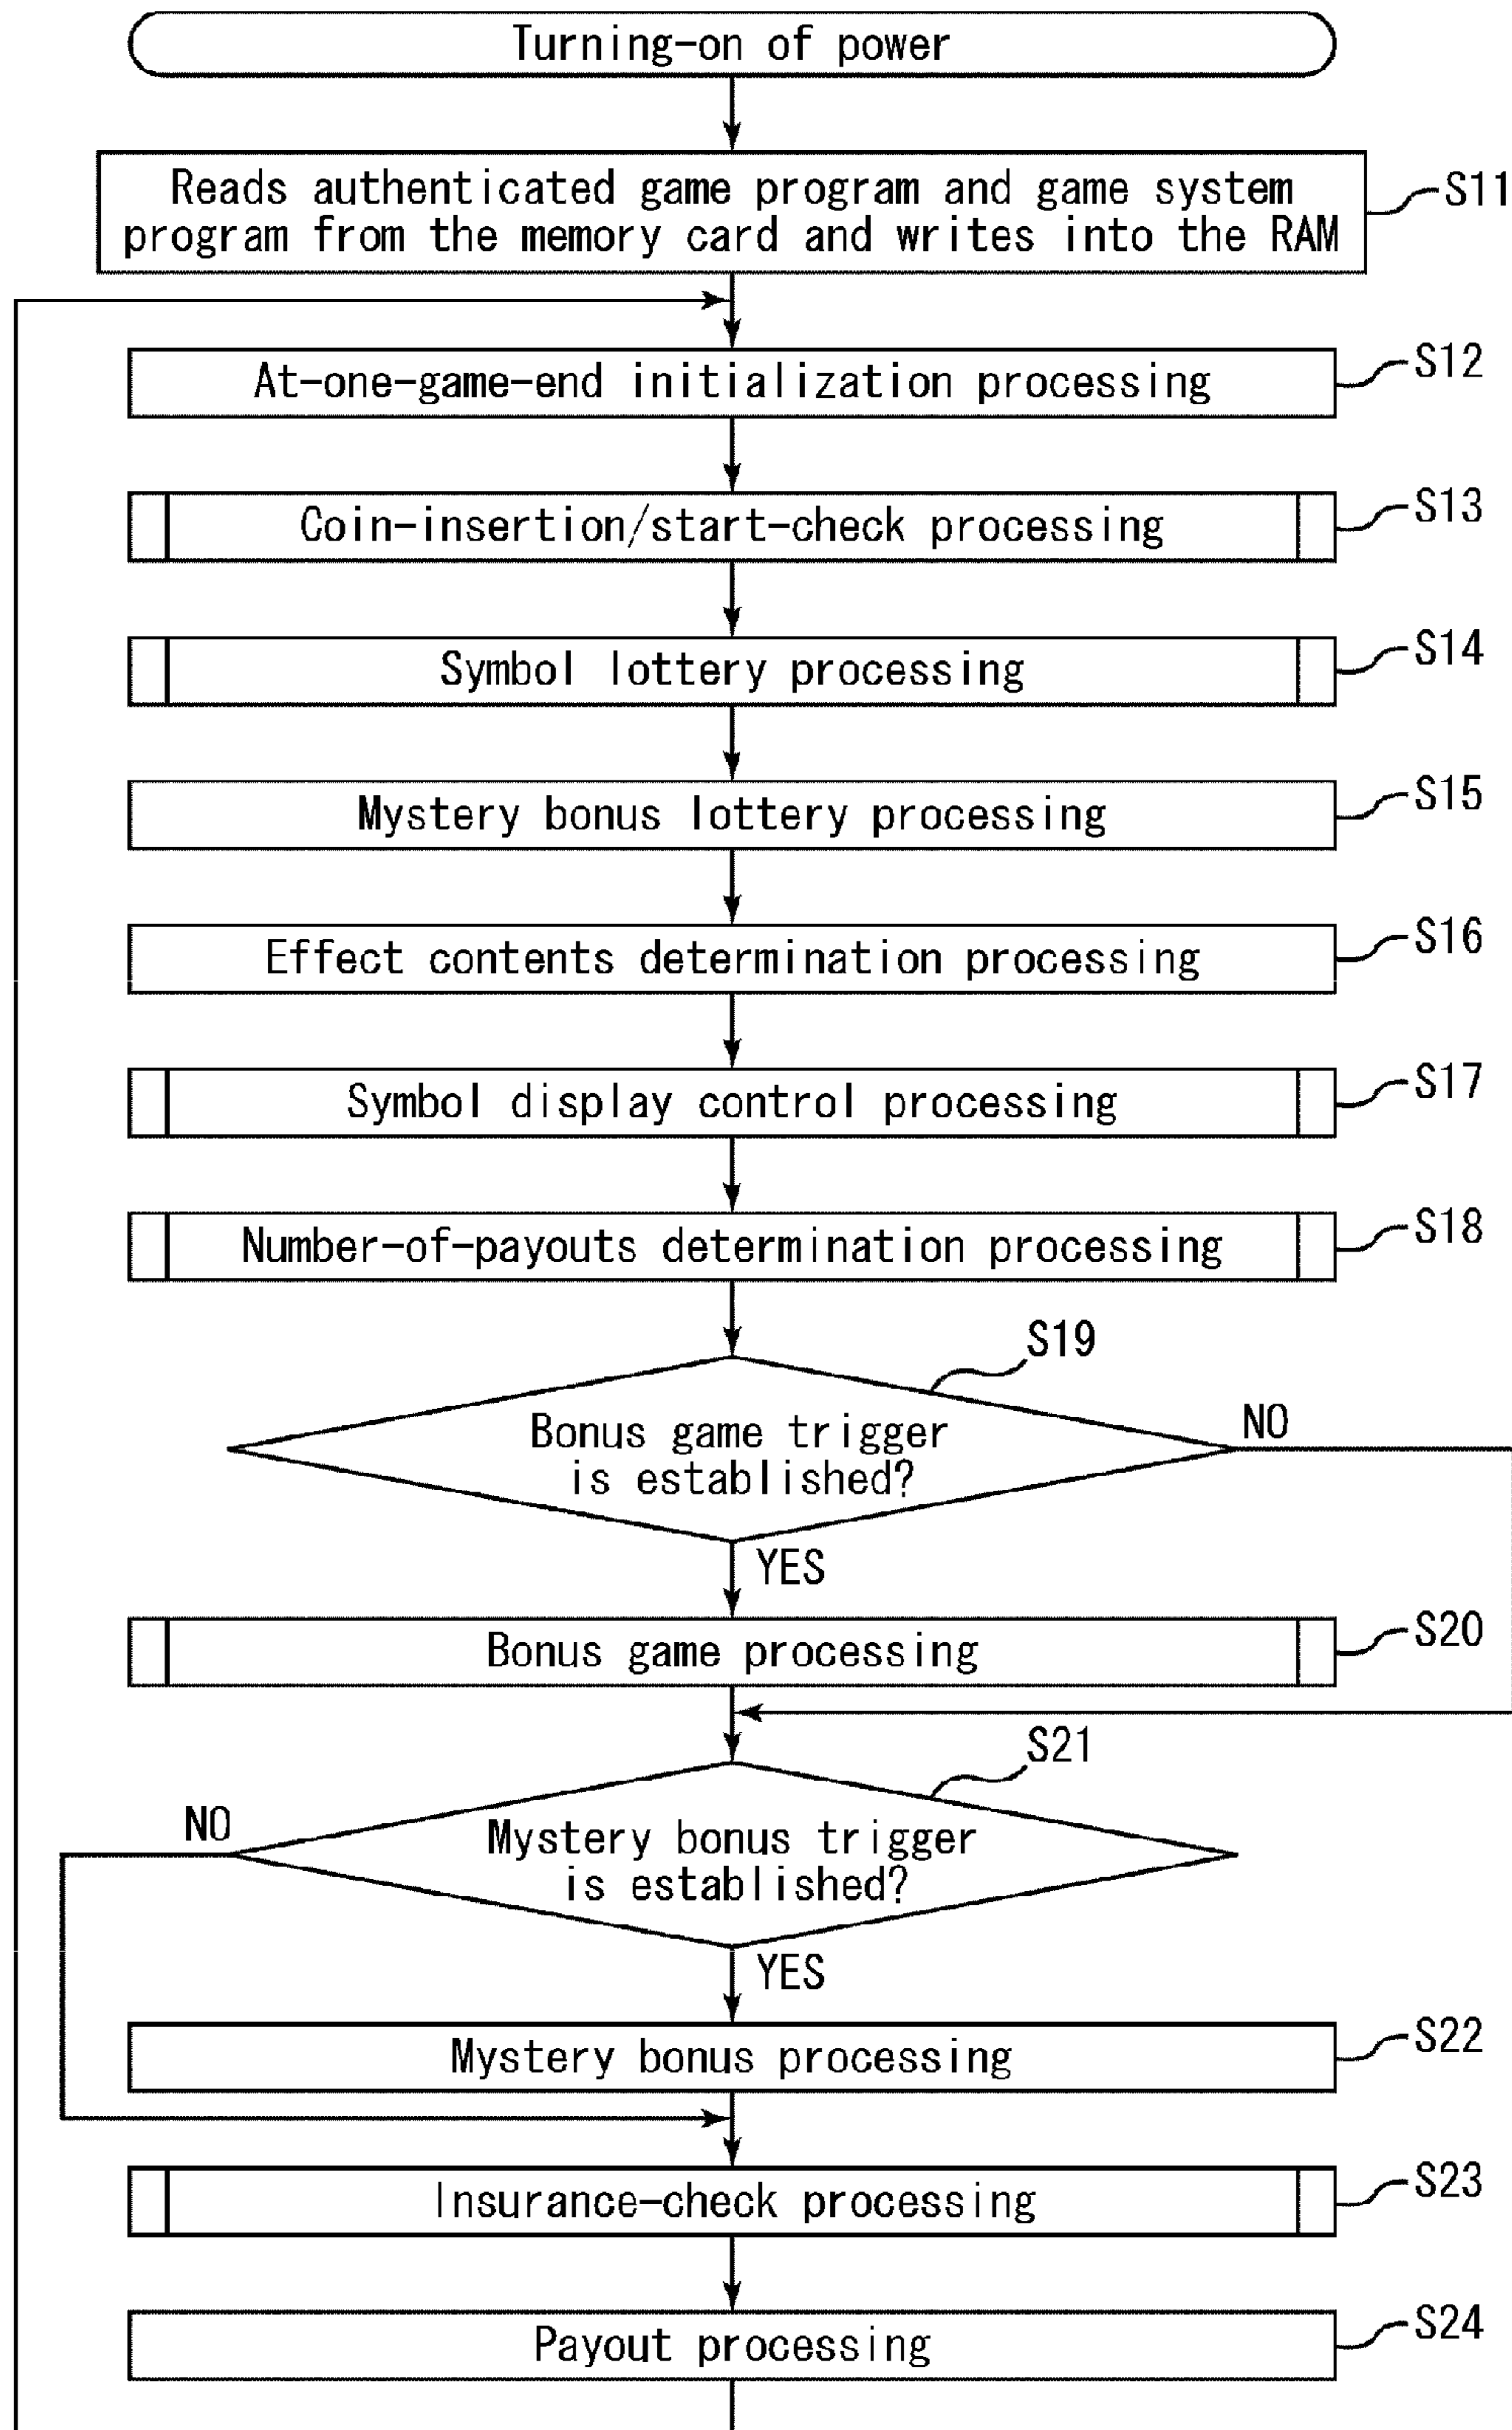 Turning-on of power
Reads authenticated game program and game system
program from the memory card and writes into the RAM
S11
At-one-game-end initialization processing
S12
Coin-insertion/start-check processing
S13
Symbol lottery processing
S14
Mystery bonus lottery processing
S15
Effect contents determination processing
S16
Symbol display control processing
S17
Number-of-payouts determination processing
S18
S19
Bonus game trigger
is established?
NO
YES
Bonus game processing
S20
S21
NO
Mystery bonus trigger
is established?
YES
Mystery bonus processing
S22
Insurance-check processing
S23
Payout processing
S24